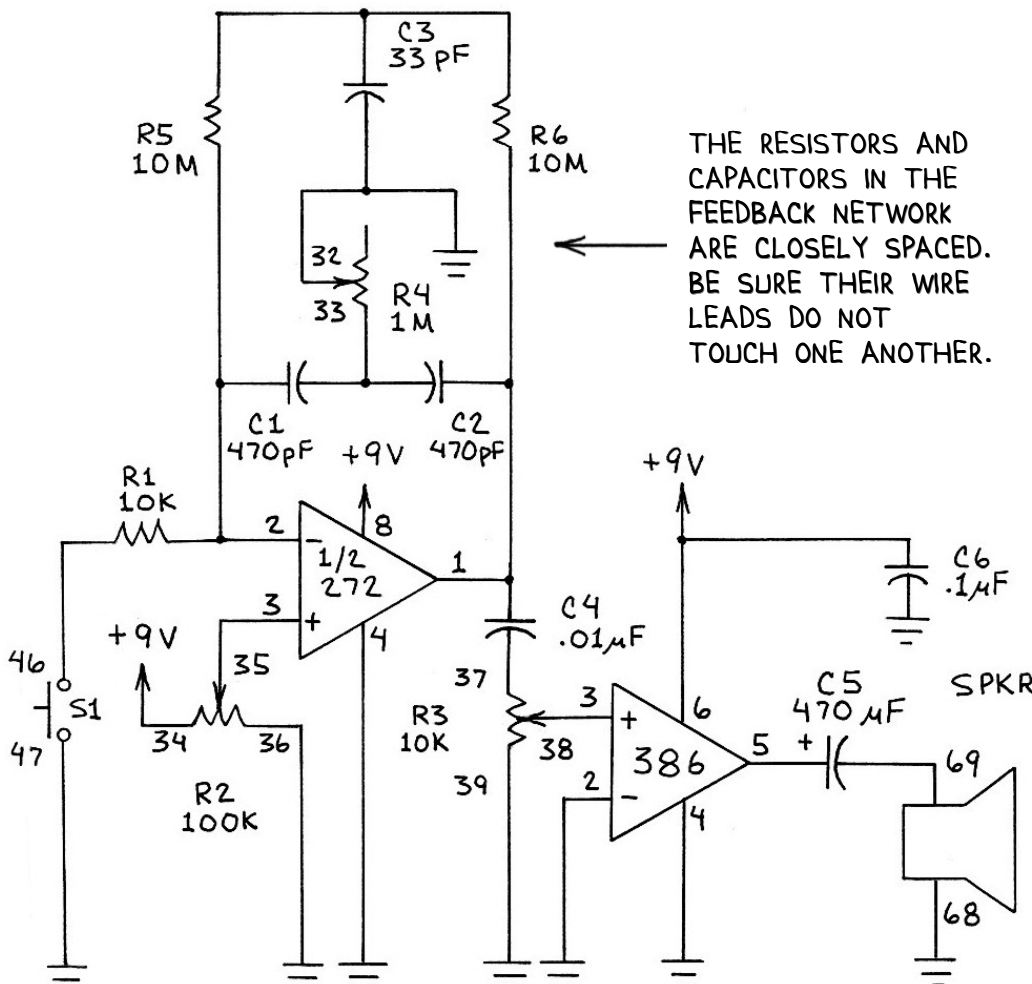 C3
33 pF
R5
10M
R6
10M
THE RESISTORS AND
CAPACITORS IN THE
FEEDBACK NETWORK
ARE CLOSELY SPACED.
BE SURE THEIR WIRE
LEADS DO NOT
TOUCH ONE ANOTHER.
32
33
R4
1M
C1
470pF
C2
470pF
+9V
R1
10K
2
-
8
1/2
272
1
3
+
4
+9V
35
46
S1
47
34
36
R2
100K
C4
.01µF
37
R3
10K
38
39
+9V
C6
.1µF
3
+
6
386
5
2
-
4
C5
470 µF
+
SPKR
69
68